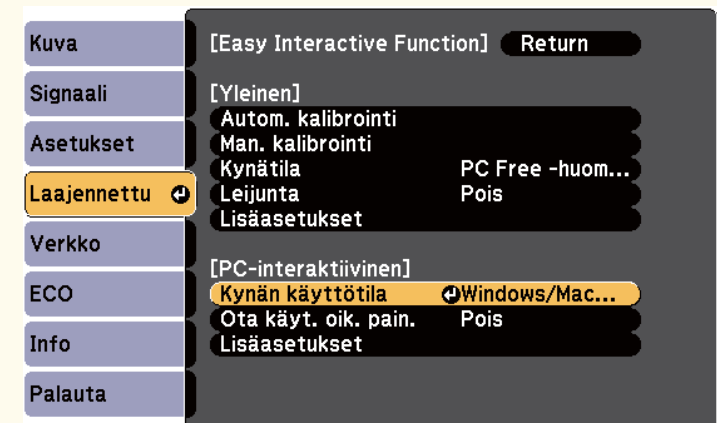 Kuva
Signaali
Asetukset
Laajennettu
Verkko
ECO
Info
Palauta
[Easy Interactive Function] Return
[Yleinen]
Autom. kalibrointi
Man. kalibrointi
Kynätila PC Free -huom...
Leijunta Pois
Lisäasetukset
[PC-interaktiivinen]
Kynän käyttötila Windows/Mac...
Ota käyt. oik. pain. Pois
Lisäasetukset